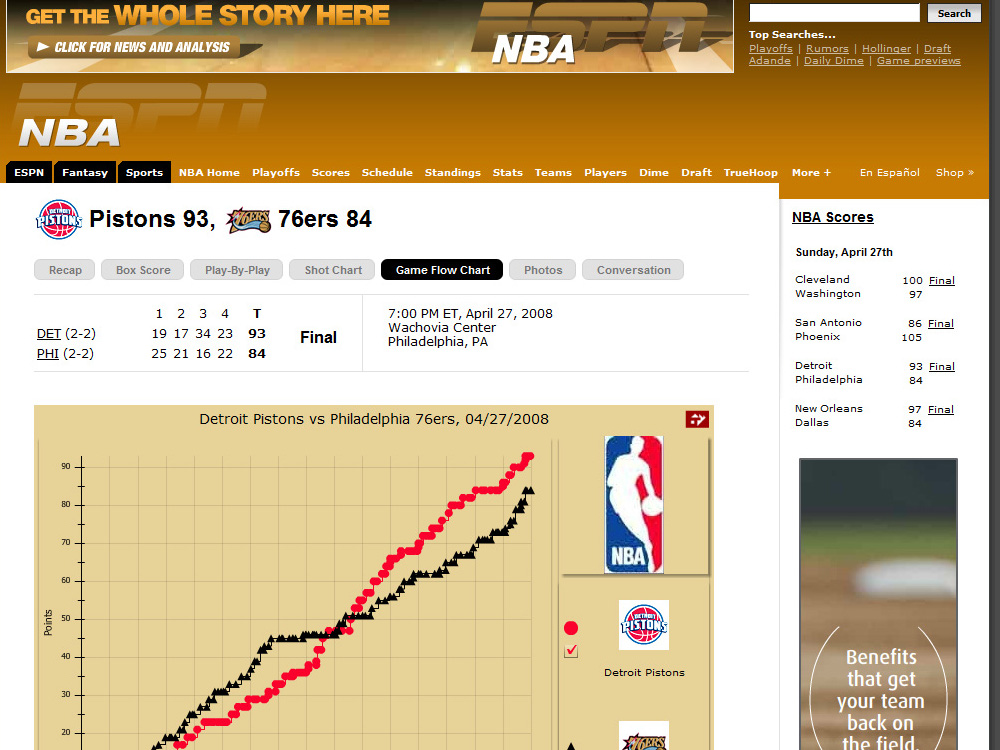 GET THE WHOLE STORY HERE
CLICK FOR NEWS AND ANALYSIS
ESPN
NBA
Search
Top Searches...
Playoffs | Rumors | Hollinger | Draft
Adande | Daily Dime | Game previews
ESPN
NBA
ESPN Fantasy Sports NBA Home Playoffs Scores Schedule Standings Stats Teams Players Dime Draft TrueHoop More + En Español Shop »
DETROIT PISTONS Pistons 93, 76ERS 76ers 84
Recap Box Score Play-By-Play Shot Chart Game Flow Chart Photos Conversation
1 2 3 4 T
DET (2-2) 19 17 34 23 93
PHI (2-2) 25 21 16 22 84
Final
7:00 PM ET, April 27, 2008
Wachovia Center
Philadelphia, PA
Detroit Pistons vs Philadelphia 76ers, 04/27/2008
90
80
70
60
50
40
30
20
Points
NBA
DETROIT PISTONS
Detroit Pistons
76ERS
NBA Scores
Sunday, April 27th
Cleveland 100 Final
Washington 97
San Antonio 86 Final
Phoenix 105
Detroit 93 Final
Philadelphia 84
New Orleans 97 Final
Dallas 84
Benefits
that get
your team
back on
the field.